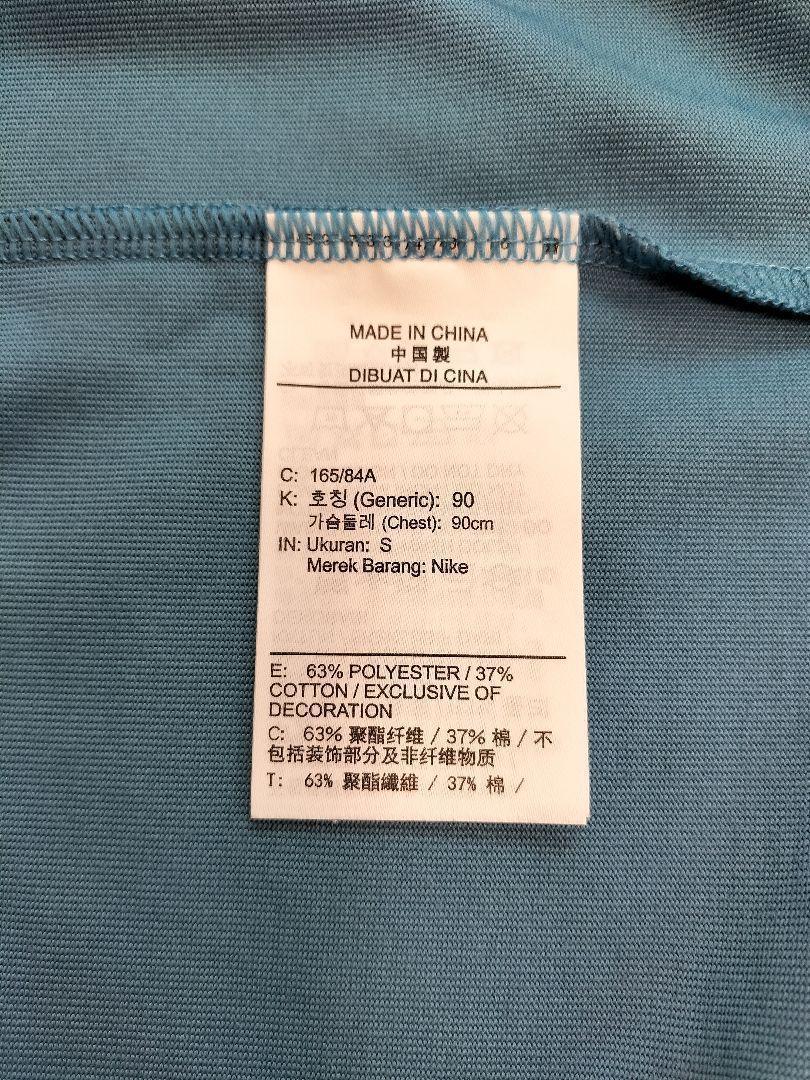 MADE IN CHINA
中国製
DIBUAT DI CINA
C: 165/84A
K: 호칭 (Generic): 90
가슴둘레 (Chest): 90cm
IN: Ukuran: S
Merek Barang: Nike
E: 63% POLYESTER / 37%
COTTON / EXCLUSIVE OF
DECORATION
C: 63% 聚酯纤维 / 37% 棉 / 不
包括装饰部分及非纤维物质
T: 63% 聚酯纖維 / 37% 棉 /